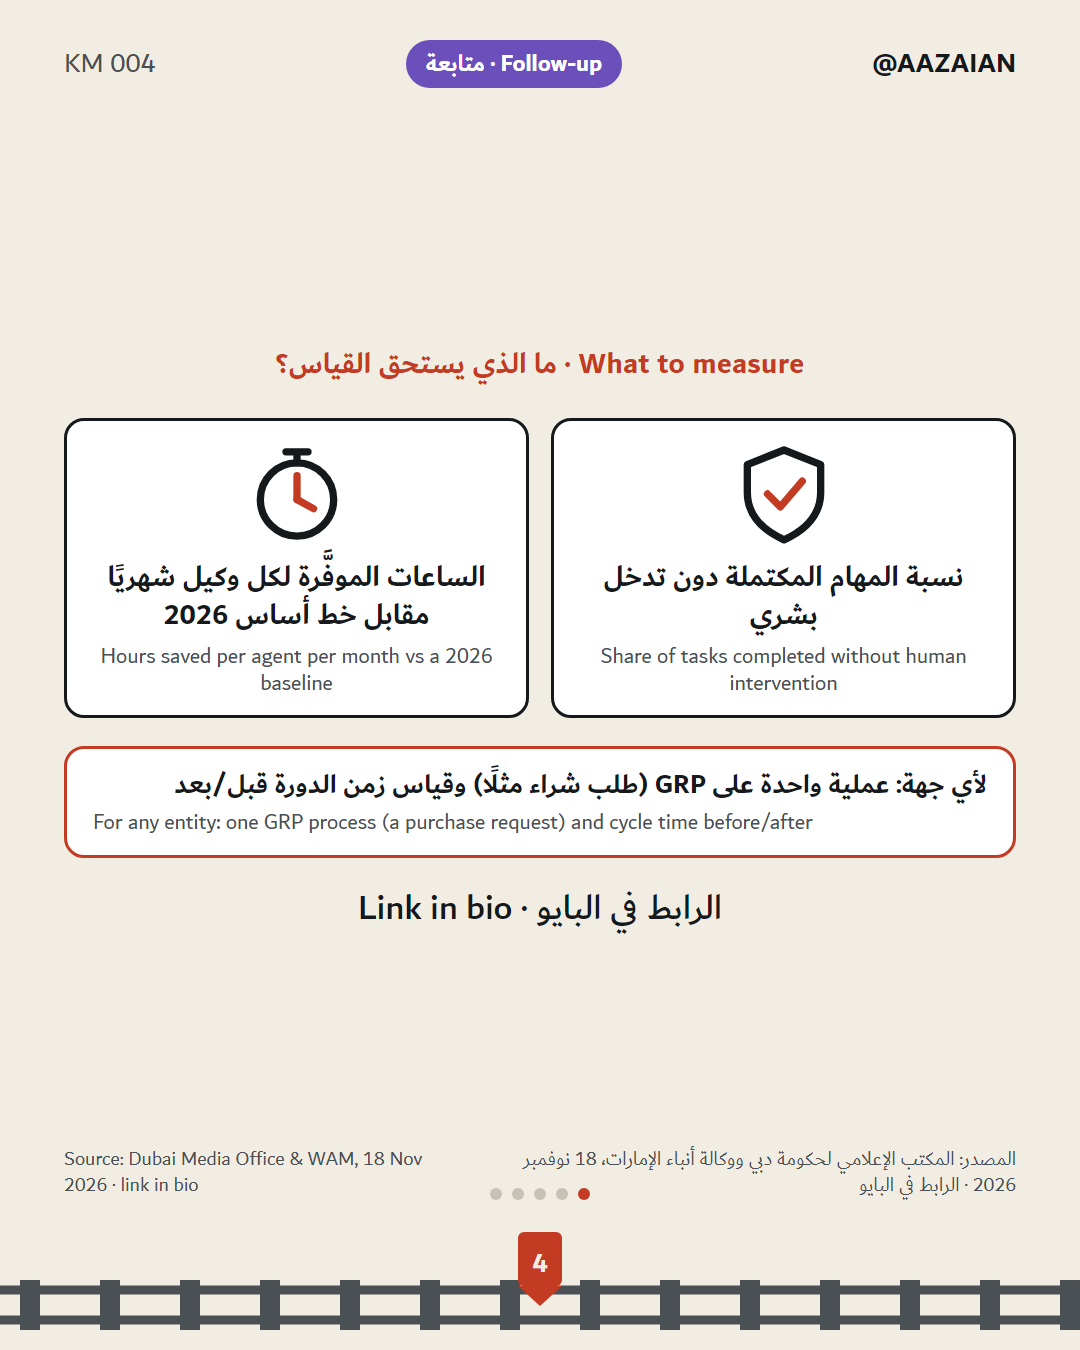 KM 004
متابعة · Follow-up
@AAZAIAN
What to measure · ما الذي يستحق القياس؟
نسبة المهام المكتملة دون تدخل
بشري
Share of tasks completed without human
intervention
الساعات الموفَّرة لكل وكيل شهريًا
مقابل خط أساس 2026
Hours saved per agent per month vs a 2026
baseline
لأي جهة: عملية واحدة على GRP (طلب شراء مثلًا) وقياس زمن الدورة قبل/بعد
For any entity: one GRP process (a purchase request) and cycle time before/after
الرابط في البايو · Link in bio
المصدر: المكتب الإعلامي لحكومة دبي ووكالة أنباء الإمارات، 18 نوفمبر
2026 · الرابط في البايو
Source: Dubai Media Office & WAM, 18 Nov
2026 · link in bio
4